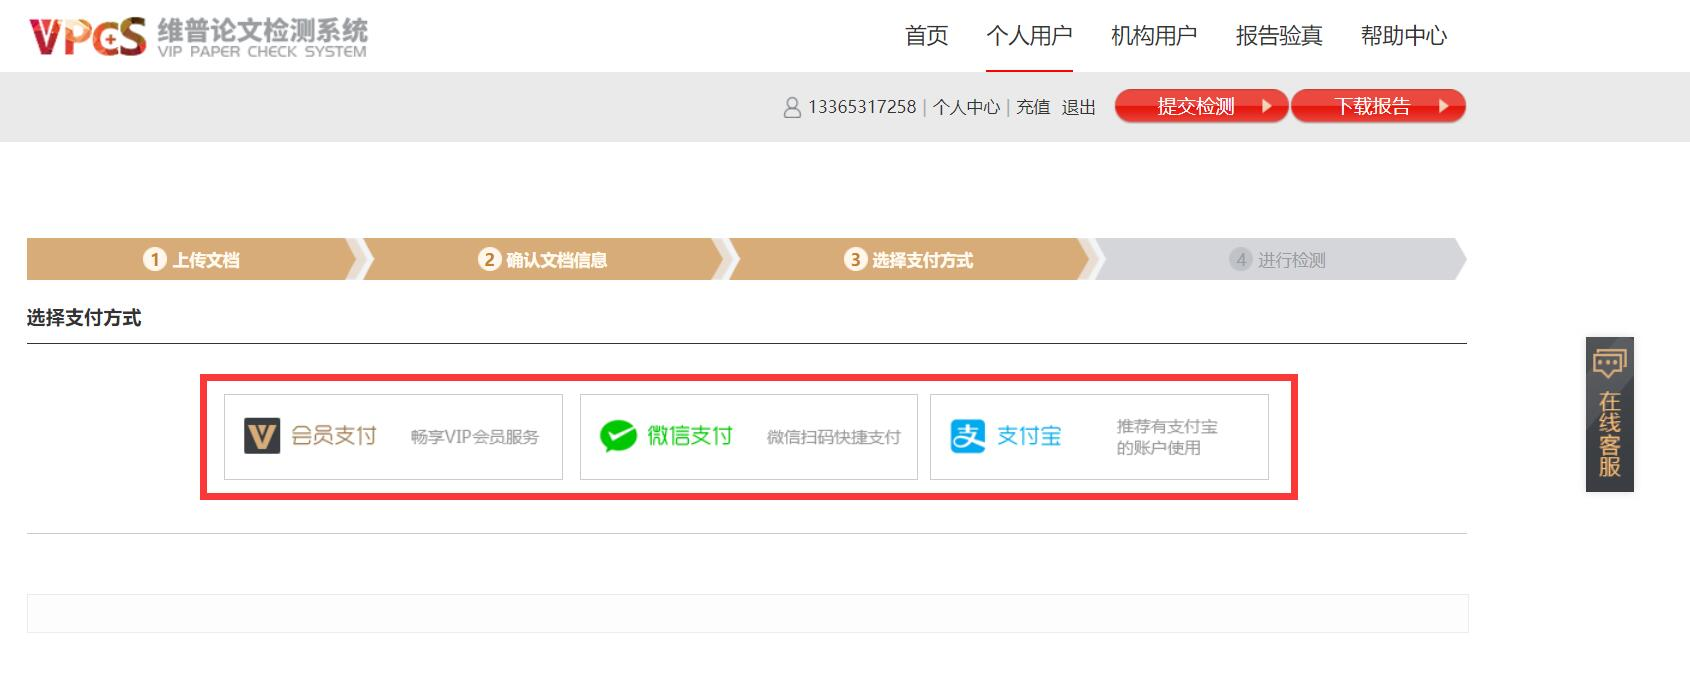 VPCS 维普论文检测系统
VIP PAPER CHECK SYSTEM
首页 个人用户 机构用户 报告验真 帮助中心
13365317258 | 个人中心 | 充值 退出 提交检测 下载报告
1 上传文档 2 确认文档信息 3 选择支付方式 4 进行检测
选择支付方式
会员支付 畅享VIP会员服务
微信支付 微信扫码快捷支付
支付宝 推荐有支付宝
的账户使用
在线客服